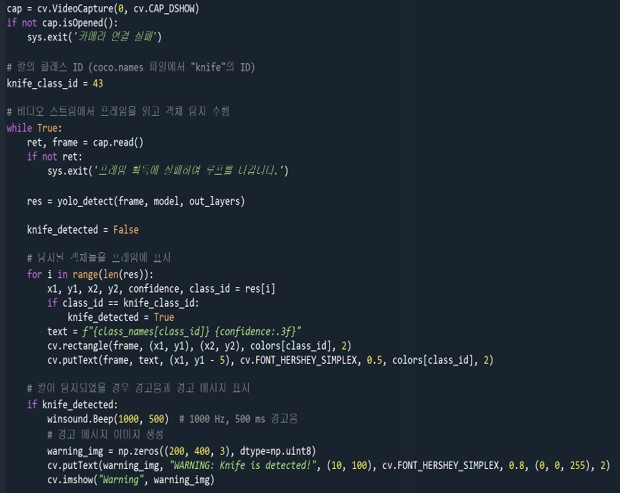 cap = cv.VideoCapture(0, cv.CAP_DSHOW)
if not cap.isOpened():
    sys.exit('카메라 연결 실패')
# 칼의 클래스 ID (coco.names 파일에서 "knife"의 ID)
knife_class_id = 43
# 비디오 스트림에서 프레임을 읽고 객체 탐지 수행
while True:
    ret, frame = cap.read()
    if not ret:
        sys.exit('프레임 획득에 실패하여 루프를 나갑니다.')
    res = yolo_detect(frame, model, out_layers)
    knife_detected = False
    # 객체들을 프레임에 표시
    for i in range(len(res)):
        x1, y1, x2, y2, confidence, class_id = res[i]
        if class_id == knife_class_id:
            knife_detected = True
        text = f"{class_names[class_id]} {confidence:.3f}"
        cv.rectangle(frame, (x1, y1), (x2, y2), colors[class_id], 2)
        cv.putText(frame, text, (x1, y1 - 5), cv.FONT_HERSHEY_SIMPLEX, 0.5, colors[class_id], 2)
    # 칼이 탐지되었을 경우 경고음과 경고 메시지 표시
    if knife_detected:
        winsound.Beep(1000, 500)  # 1000 Hz, 500 ms 경고음
        # 경고 메시지 이미지 생성
        warning_img = np.zeros((200, 400, 3), dtype=np.uint8)
        cv.putText(warning_img, "WARNING: Knife is detected!", (10, 100), cv.FONT_HERSHEY_SIMPLEX, 0.8, (0, 0, 255), 2)
        cv.imshow("Warning", warning_img)